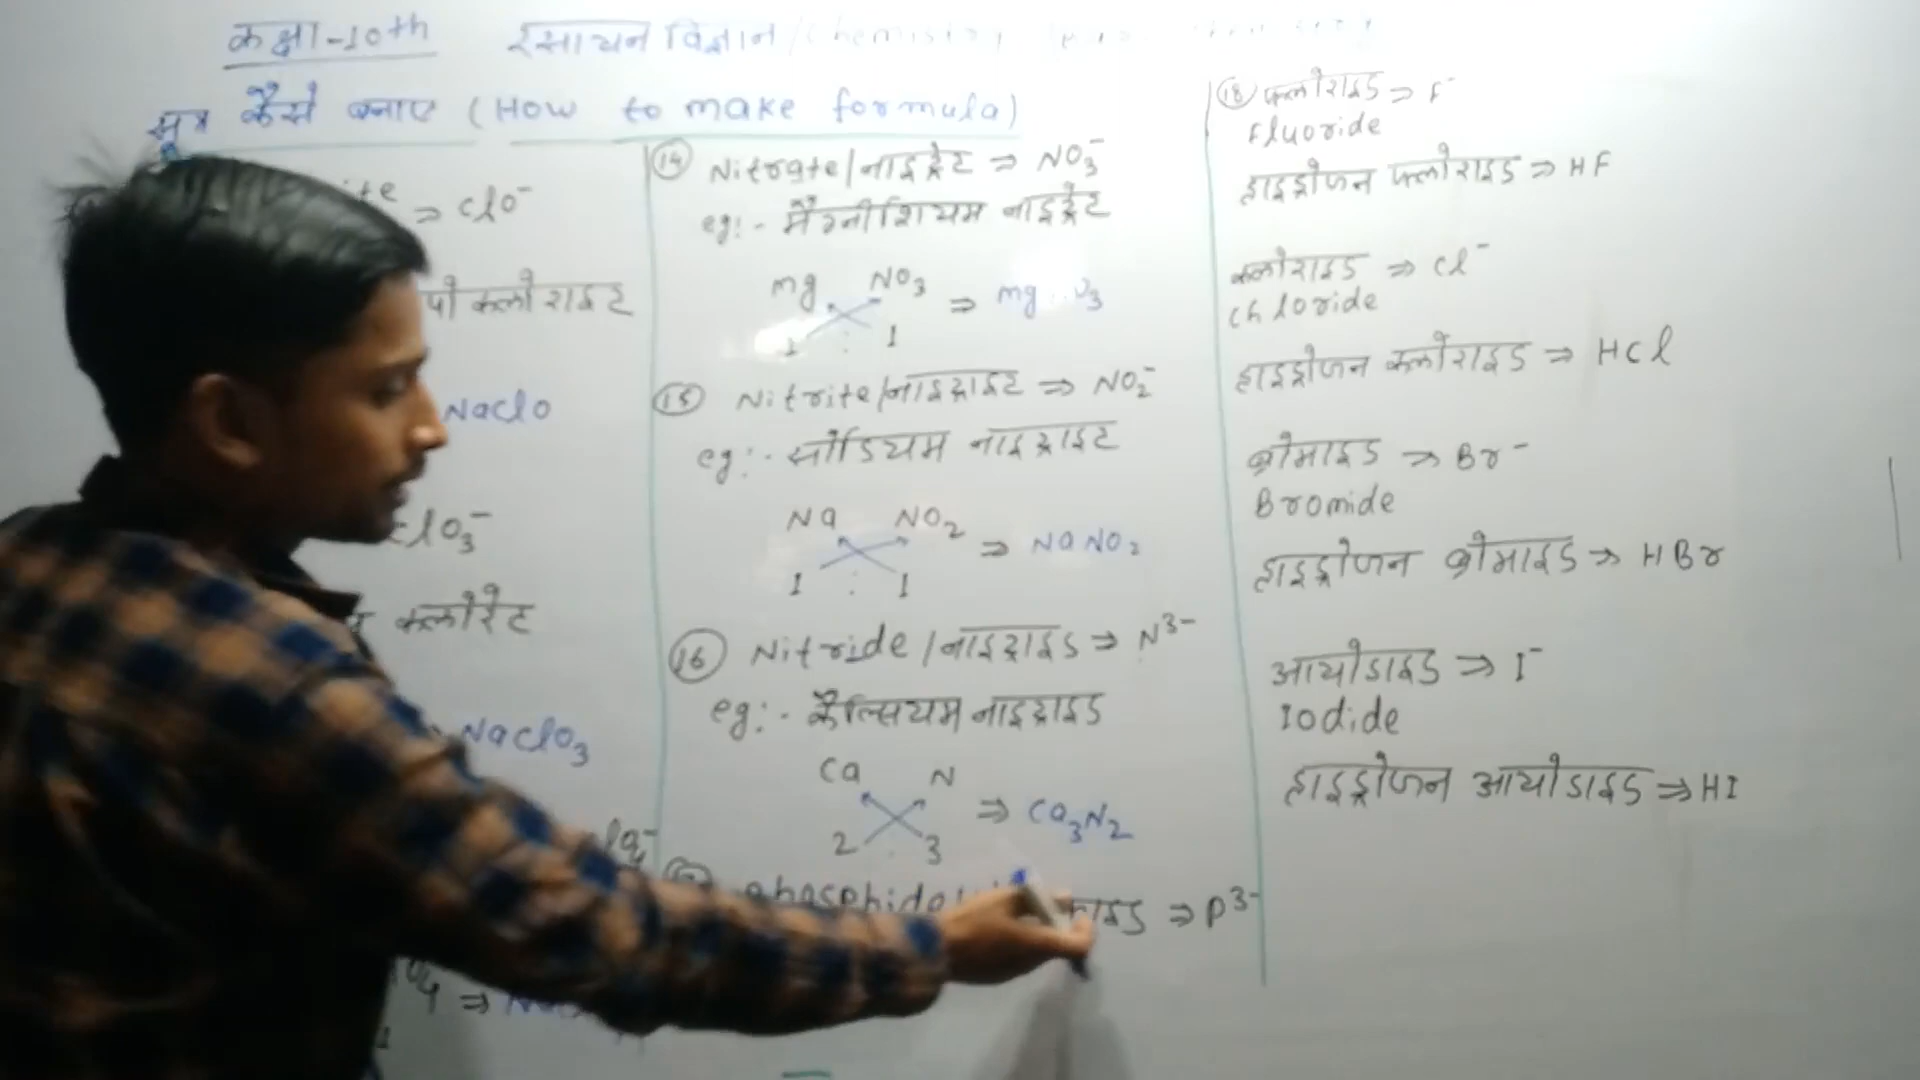 कक्षा-10th रसायन विज्ञान/Chemistry
सूत्र कैसे बनाए (How to make formula)
⇒ ClO⁻
क्लोराइट
NaClO
ClO₃⁻
क्लोरेट
NaClO₃
(14) Nitrate/नाइट्रेट ⇒ NO₃⁻
eg:- मैग्नीशियम नाइट्रेट
mg NO₃ ⇒ mg
1 1
(15) Nitrite/नाइट्राइट ⇒ NO₂⁻
eg:- सोडियम नाइट्राइट
Na NO₂ ⇒ NaNO₂
1 1
(16) Nitride/नाइट्राइड ⇒ N³⁻
eg:- कैल्सियम नाइट्राइड
Ca N ⇒ Ca₃N₂
2 3
phosphide ⇒ P³⁻
(18) फ्लोराइड ⇒ F⁻
Fluoride
हाइड्रोजन फ्लोराइड ⇒ HF
क्लोराइड ⇒ Cl⁻
Chloride
हाइड्रोजन क्लोराइड ⇒ HCl
ब्रोमाइड ⇒ Br⁻
Bromide
हाइड्रोजन ब्रोमाइड ⇒ HBr
आयोडाइड ⇒ I⁻
Iodide
हाइड्रोजन आयोडाइड ⇒ HI